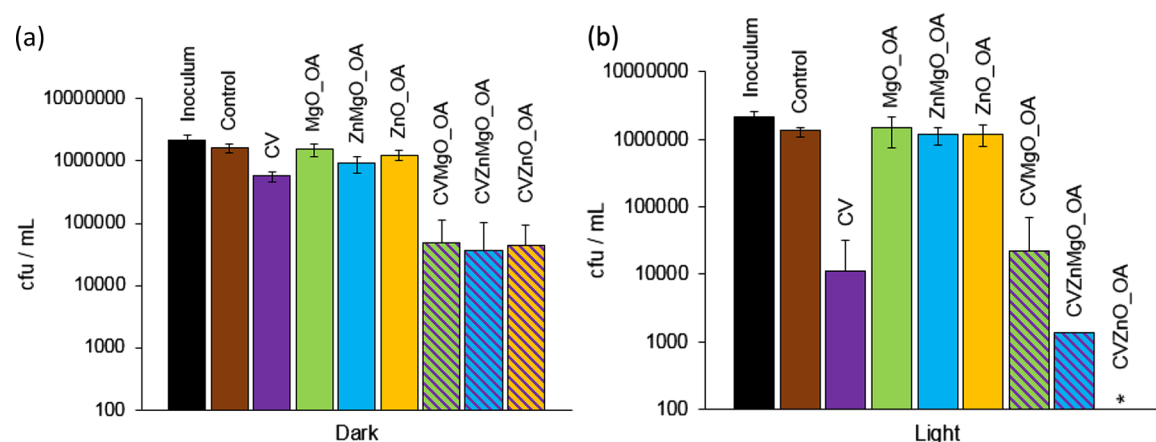 (a)
Inoculum
Control
CV
MgO_OA
ZnMgO_OA
ZnO_OA
CVMgO_OA
CVZnMgO_OA
CVZnO_OA
cfu / mL
10000000
1000000
100000
10000
1000
100
Dark
(b)
Inoculum
Control
CV
MgO_OA
ZnMgO_OA
ZnO_OA
CVMgO_OA
CVZnMgO_OA
* CVZnO_OA
cfu / mL
10000000
1000000
100000
10000
1000
100
Light